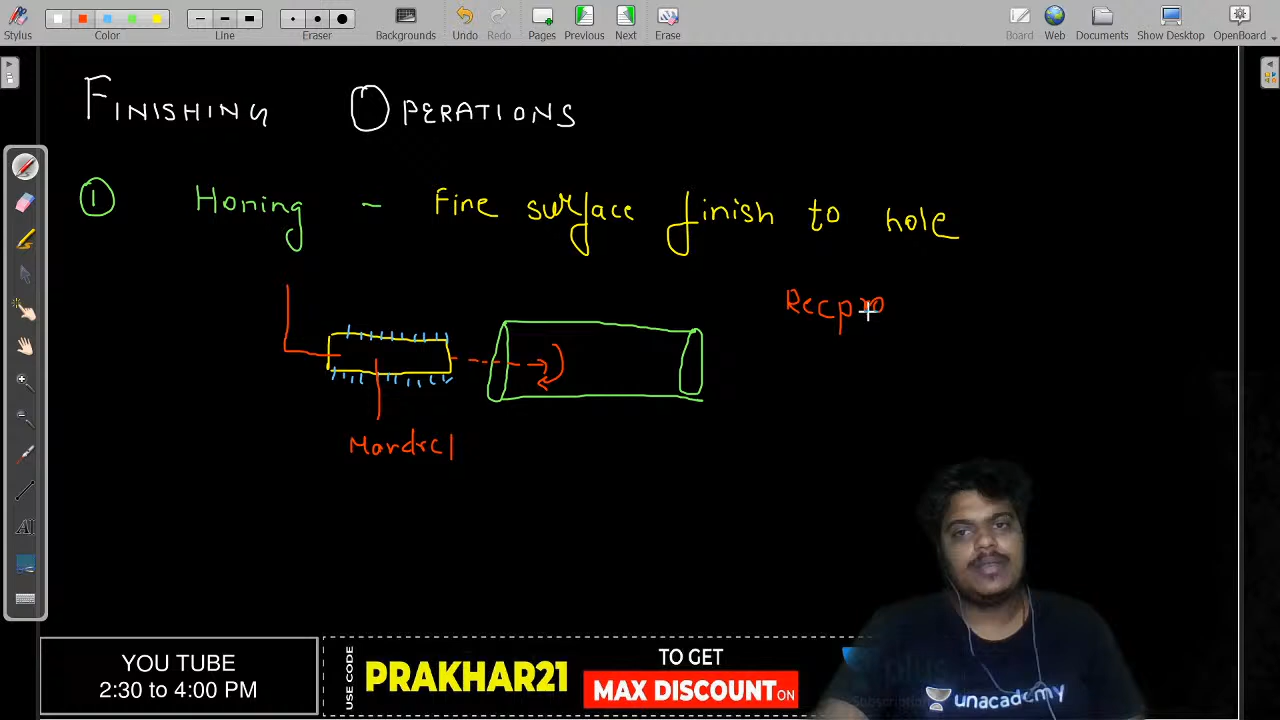 Stylus
Color
Line
Eraser
Backgrounds
Undo
Redo
Pages
Previous
Next
Erase
Board
Web
Documents
Show Desktop
OpenBoard
FINISHING OPERATIONS
1 Honing - Fine surface finish to hole
Recpro
Mandrel
YOU TUBE
2:30 to 4:00 PM
USE CODE
PRAKHAR21
TO GET
MAX DISCOUNT ON
plus
Subscription
unacademy